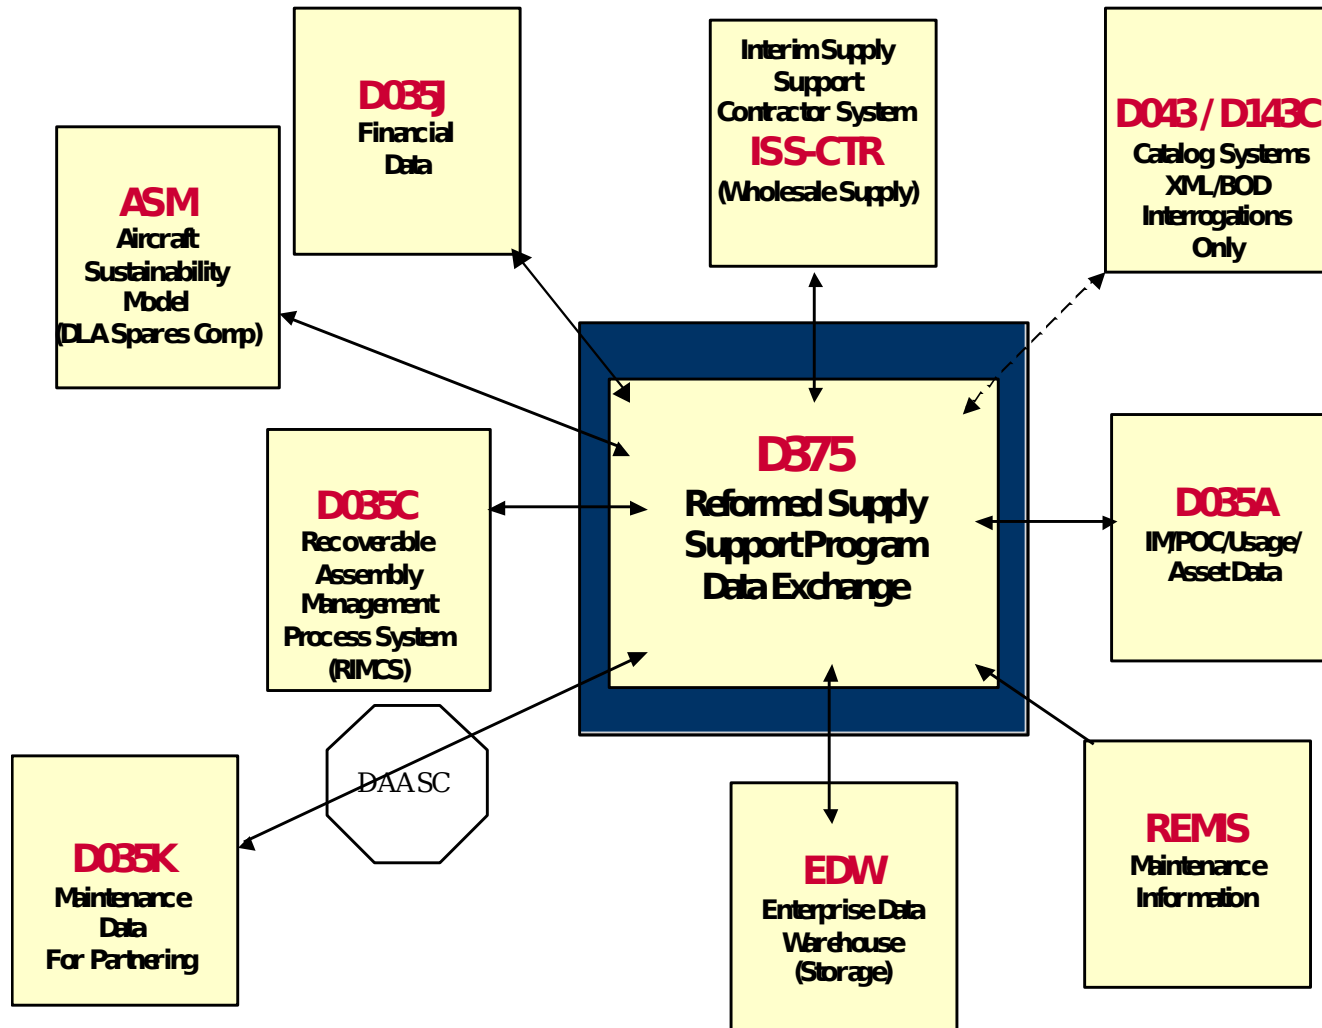 D035J
Financial
Data
Interim Supply
Support
Contractor System
ISS-CTR
(Wholesale Supply)
D043 / D143C
Catalog Systems
XML/BOD
Interrogations
Only
ASM
Aircraft
Sustainability
Model
(DLA Spares Comp)
D375
Reformed Supply
Support Program
Data Exchange
D035C
Recoverable
Assembly
Management
Process System
(RIMCS)
D035A
IM/POC/Usage/
Asset Data
DAASC
D035K
Maintenance
Data
For Partnering
EDW
Enterprise Data
Warehouse
(Storage)
REMIS
Maintenance
Information